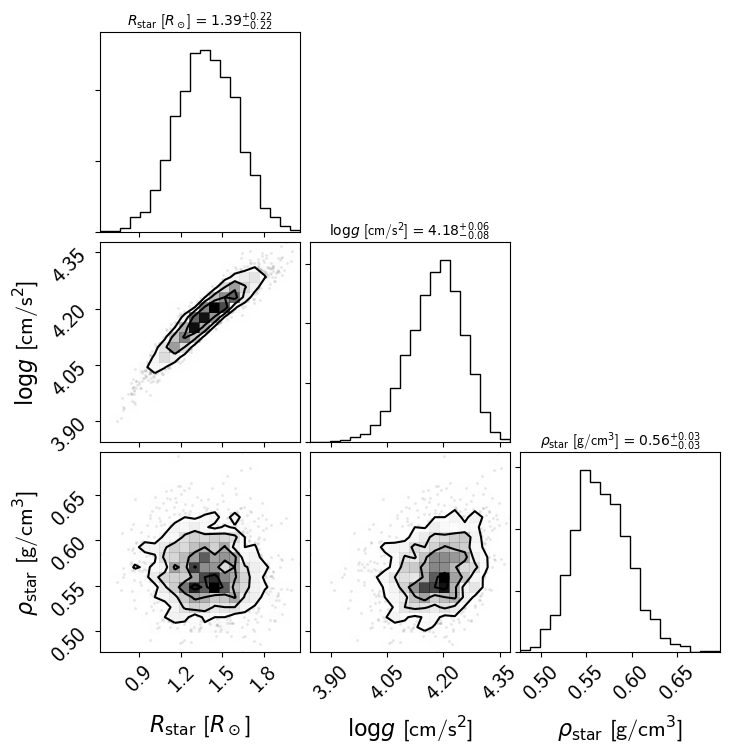 R_star [R_⊙] = 1.39^{+0.22}_{-0.22}
logg [cm/s²] = 4.18^{+0.06}_{-0.08}
4.35
4.20
4.05
3.90
logg [cm/s²]
ρ_star [g/cm³] = 0.56^{+0.03}_{-0.03}
0.65
0.60
0.55
0.50
ρ_star [g/cm³]
0.9 1.2 1.5 1.8 3.90 4.05 4.20 4.35 0.50 0.55 0.60 0.65
R_star [R_⊙] logg [cm/s²] ρ_star [g/cm³]